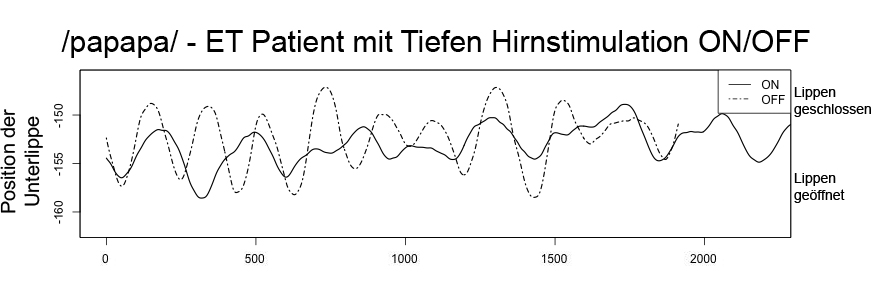 /papapa/ - ET Patient mit Tiefen Hirnstimulation ON/OFF
ON
OFF
Lippen
geschlossen
Position der
Unterlippe
-150
-155
-160
Lippen
geöffnet
0
500
1000
1500
2000